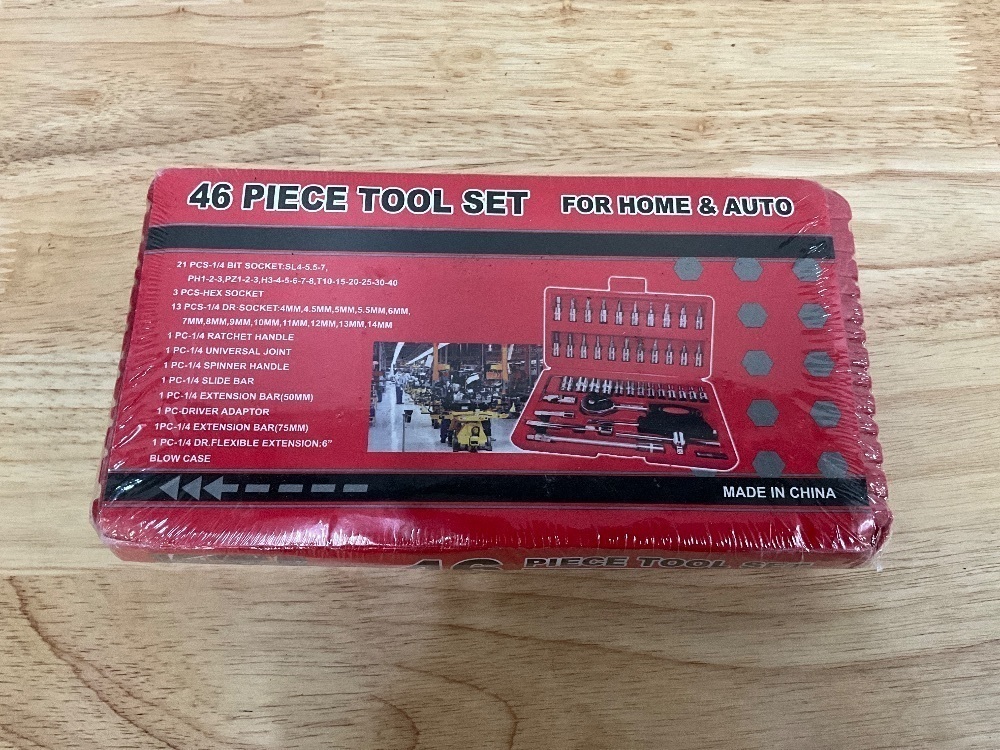 46 PIECE TOOL SET FOR HOME & AUTO
21 PCS-1/4 BIT SOCKET:SL4-5.5-7,
PH1-2-3,PZ1-2-3,H3-4-5-6-7-8,T10-15-20-25-30-40
3 PCS-HEX SOCKET
13 PCS-1/4 DR-SOCKET:4MM,4.5MM,5MM,5.5MM,6MM,
7MM,8MM,9MM,10MM,11MM,12MM,13MM,14MM
1 PC-1/4 RATCHET HANDLE
1 PC-1/4 UNIVERSAL JOINT
1 PC-1/4 SPINNER HANDLE
1 PC-1/4 SLIDE BAR
1 PC-1/4 EXTENSION BAR(50MM)
1 PC-DRIVER ADAPTOR
1PC-1/4 EXTENSION BAR(75MM)
1 PC-1/4 DR.FLEXIBLE EXTENSION:6"
BLOW CASE
MADE IN CHINA
46 PIECE TOOL SET